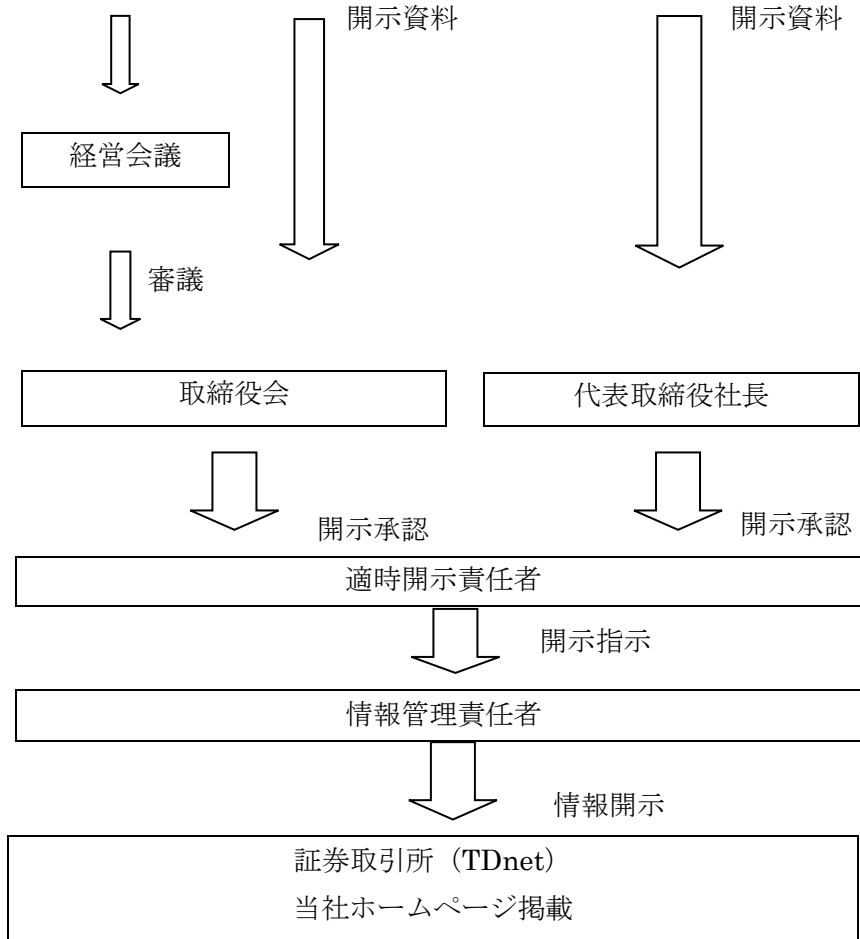 開示資料
開示資料
経営会議
審議
取締役会
代表取締役社長
開示承認
開示承認
適時開示責任者
開示指示
情報管理責任者
情報開示
証券取引所（TDnet）
当社ホームページ掲載